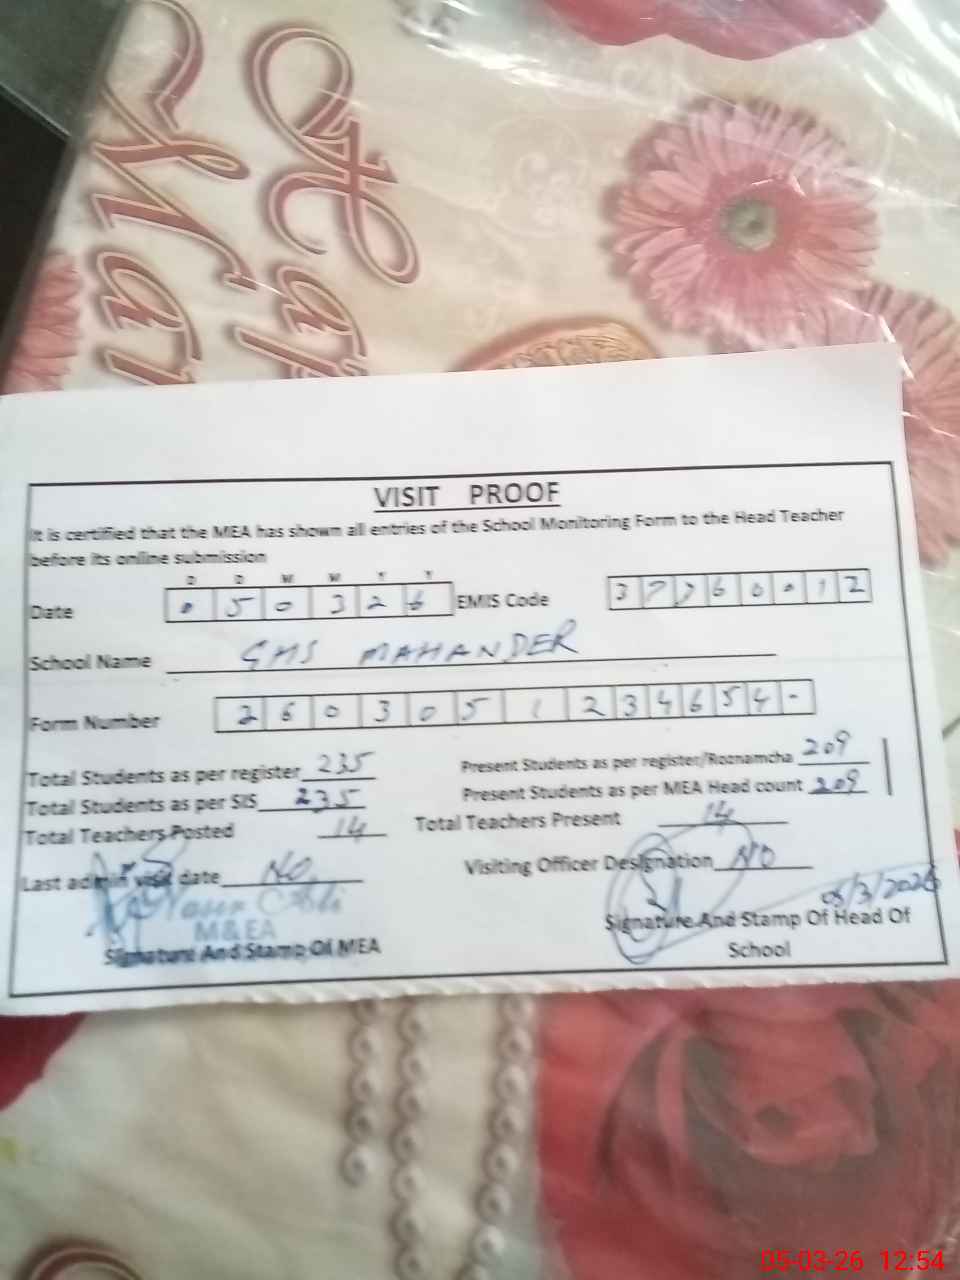 Ha
Mar
VISIT PROOF
It is certified that the MEA has shown all entries of the School Monitoring Form to the Head Teacher
before its online submission
D D M M Y Y
Date 0 5 0 3 2 6 EMIS Code 3 7 7 6 0 0 1 2
School Name GHS MAHANDER
Form Number 2 6 0 3 0 5 1 2 3 4 6 5 4 -
Total Students as per register 235 Present Students as per register/Roznamcha 209
Total Students as per SIS 235 Present Students as per MEA Head count 209
Total Teachers Posted 14 Total Teachers Present 14
Last admin visit date NO Visiting Officer Designation NO
05/3/2026
M&EA
Signature And Stamp Of MEA Signature And Stamp Of Head Of
School
05-03-26 12:54